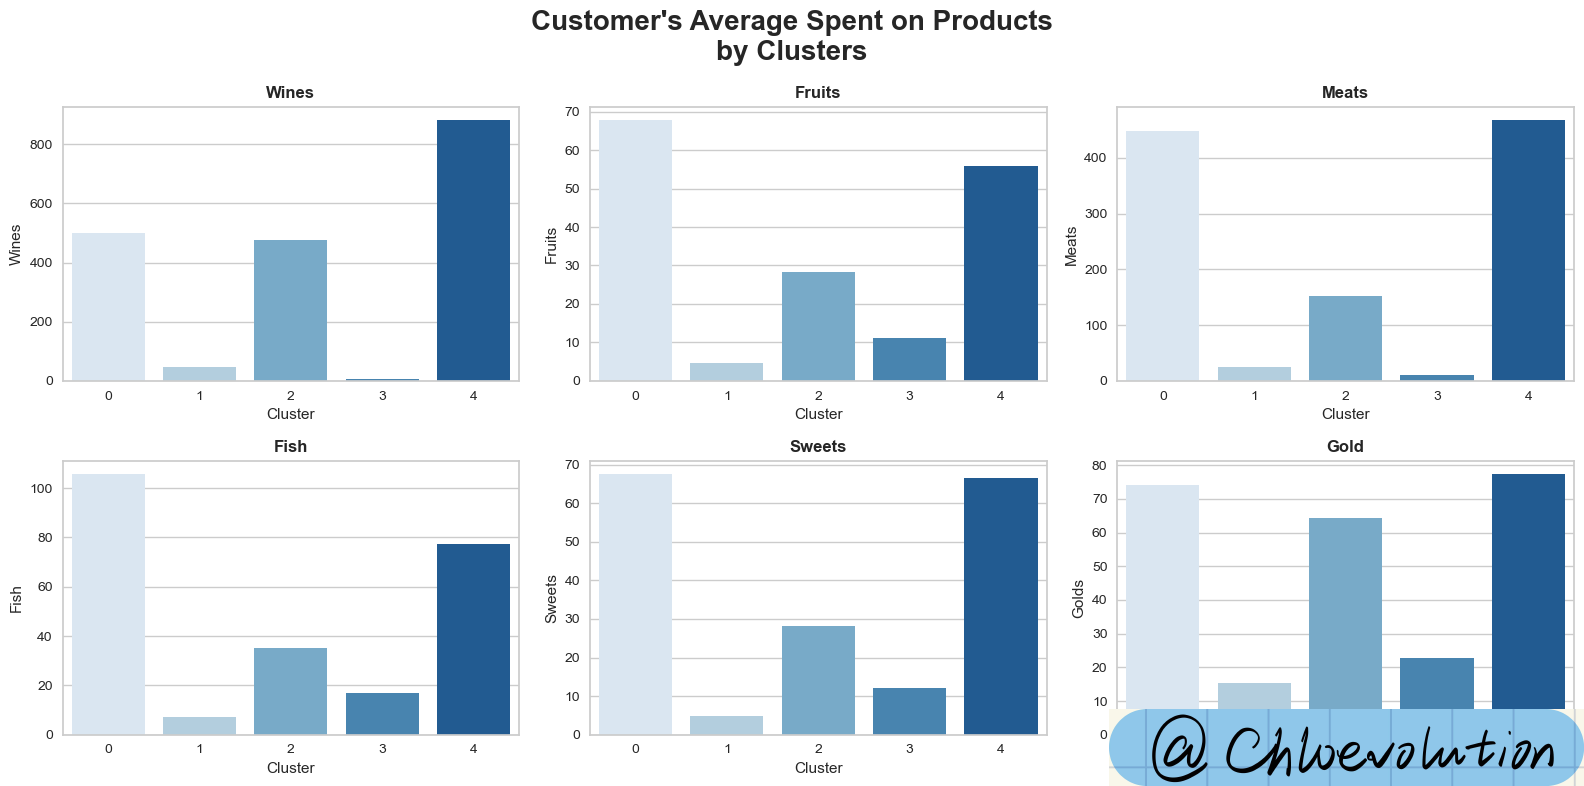 Customer's Average Spent on Products
by Clusters
Wines
Wines
800
600
400
200
0
0 1 2 3 4
Cluster
Fruits
Fruits
70
60
50
40
30
20
10
0
0 1 2 3 4
Cluster
Meats
Meats
400
300
200
100
0
0 1 2 3 4
Cluster
Fish
Fish
100
80
60
40
20
0
0 1 2 3 4
Cluster
Sweets
Sweets
70
60
50
40
30
20
10
0
0 1 2 3 4
Cluster
Gold
Golds
80
70
60
50
40
30
20
10
0
@Chloevolution